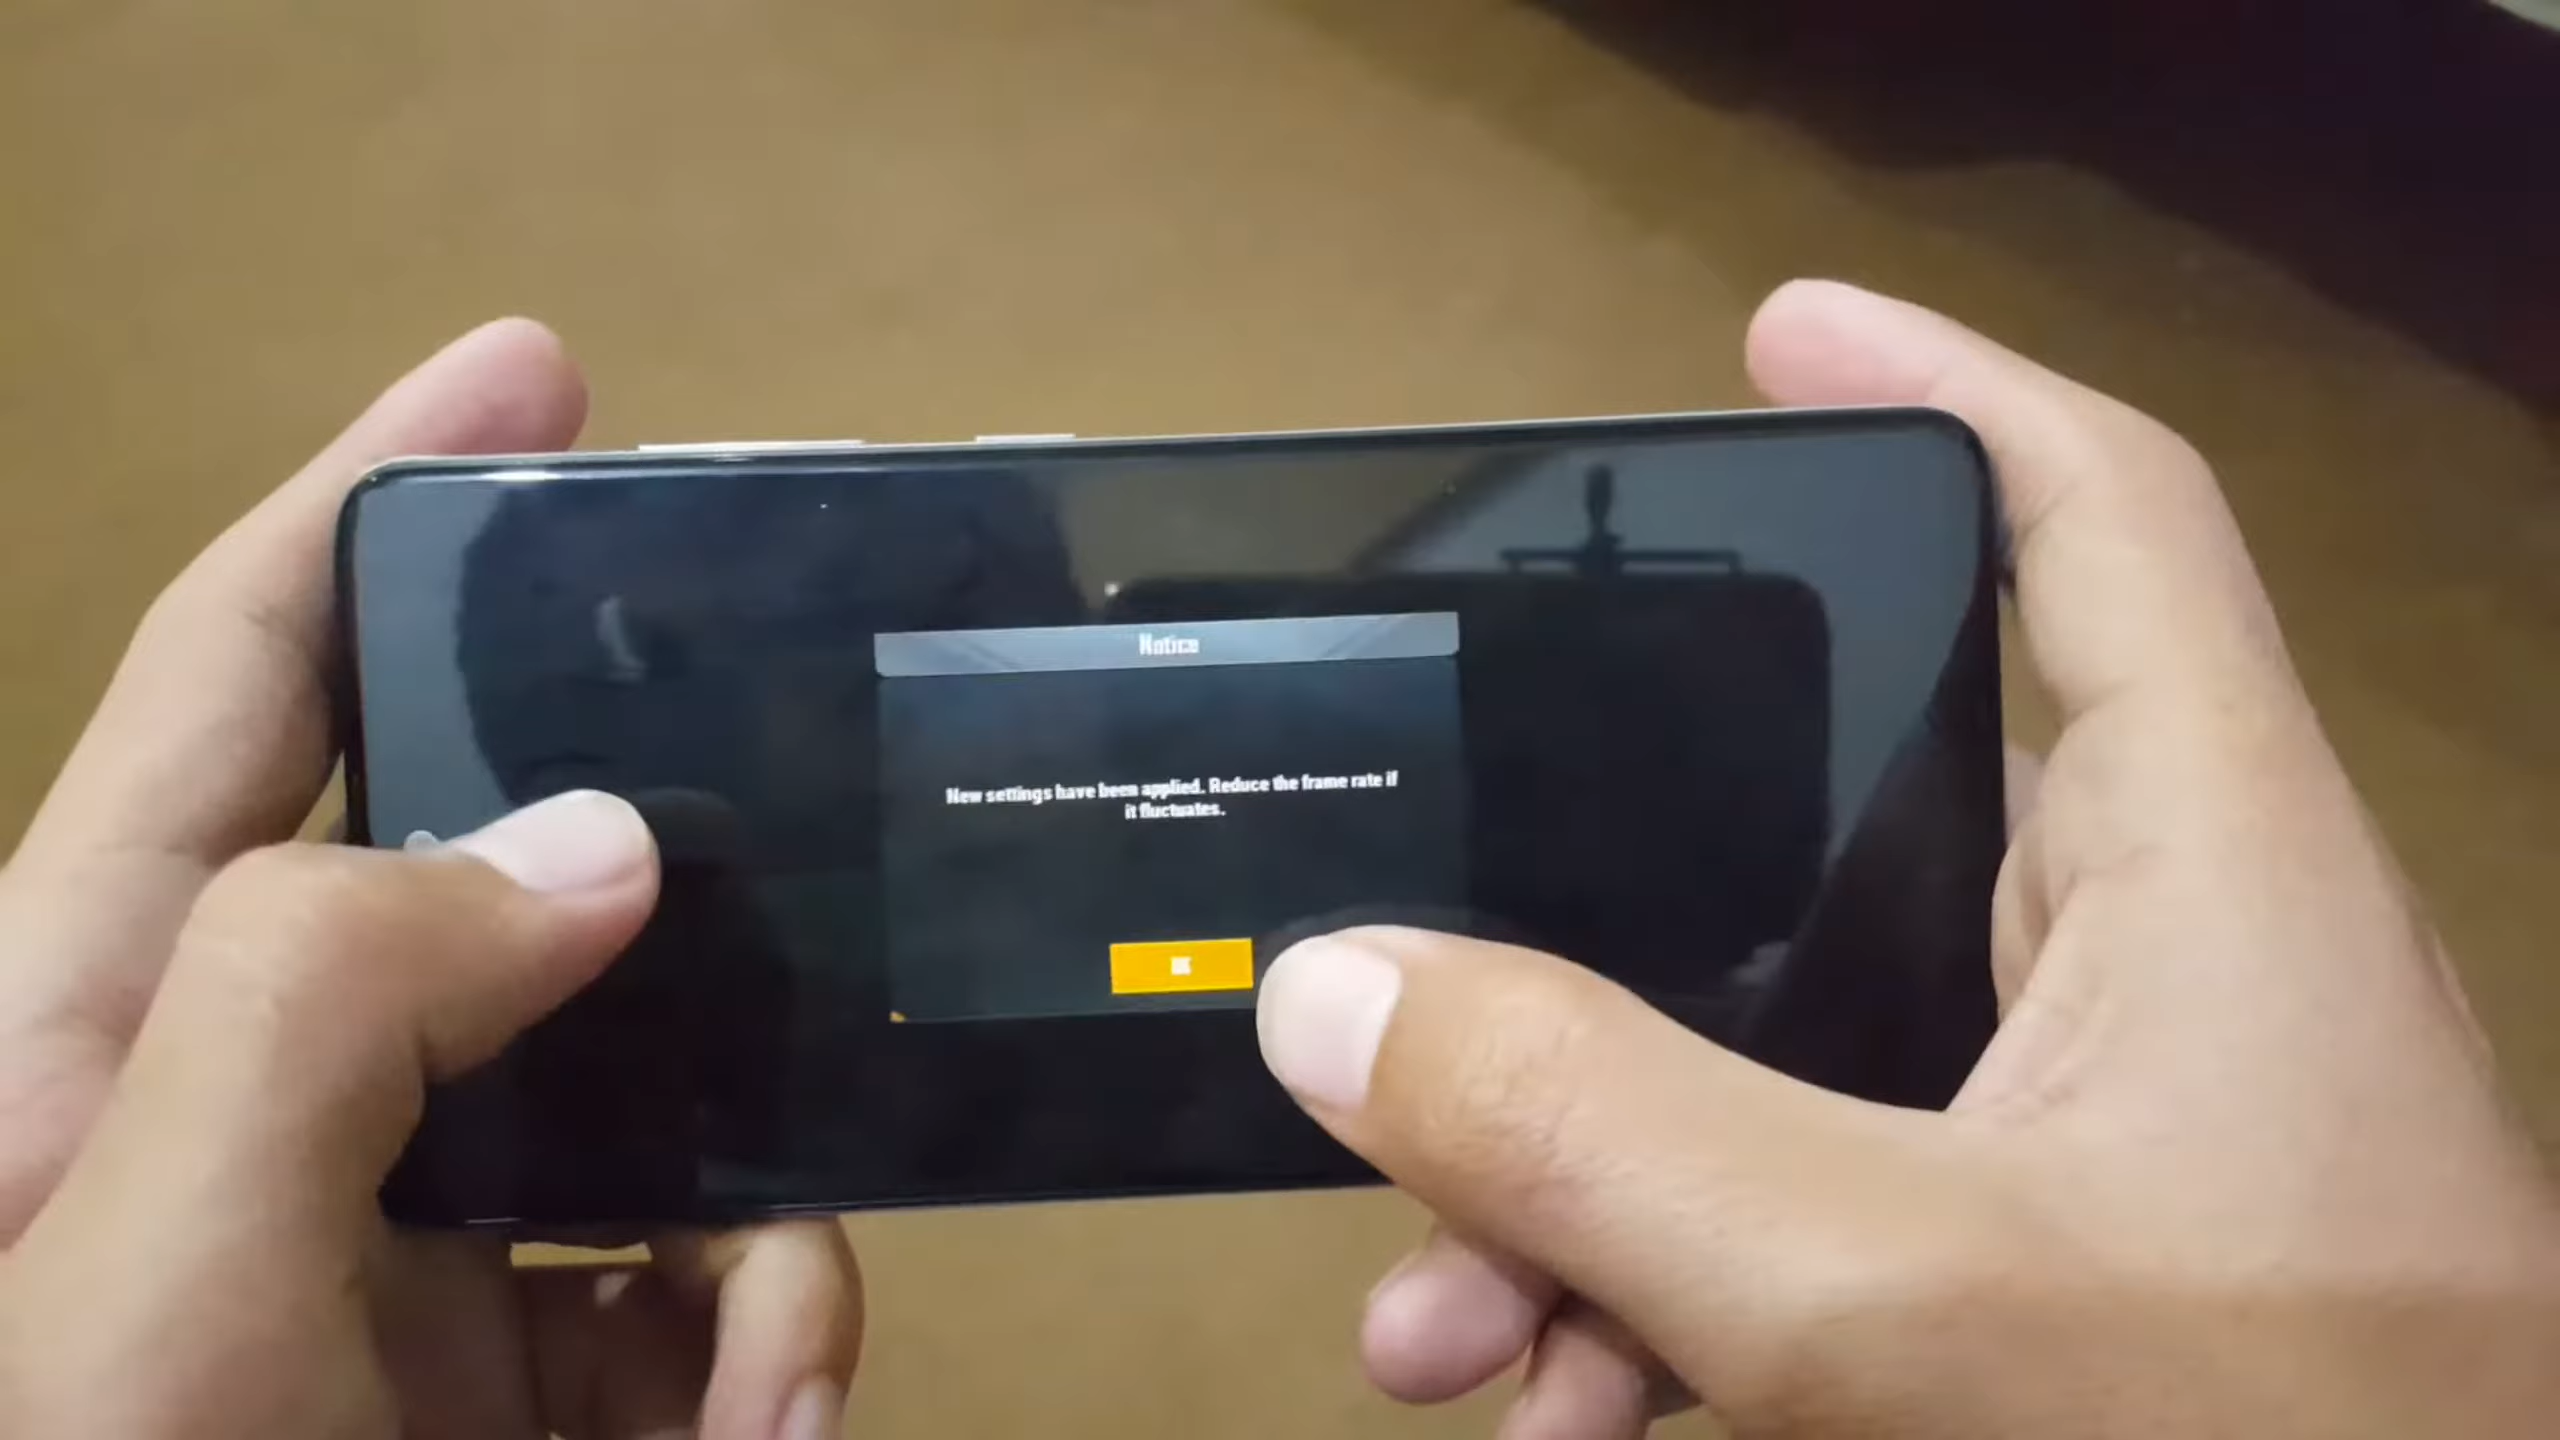 Notice
New settings have been applied. Reduce the frame rate if
it fluctuates.
OK